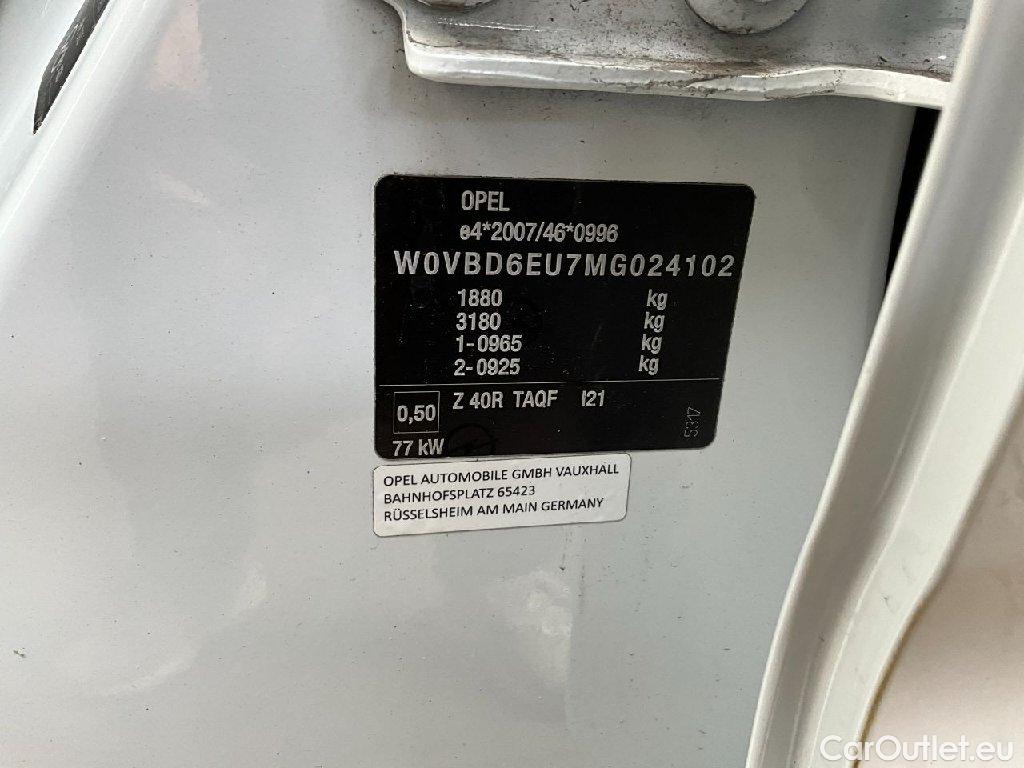 OPEL
e4*2007/46*0996
W0VBD6EU7MG024102
1880 kg
3180 kg
1-0965 kg
2-0925 kg
0,50 Z 40R TAQF I21
77 kW
5317
OPEL AUTOMOBILE GMBH VAUXHALL
BAHNHOFSPLATZ 65423
RÜSSELSHEIM AM MAIN GERMANY
CarOutlet.eu